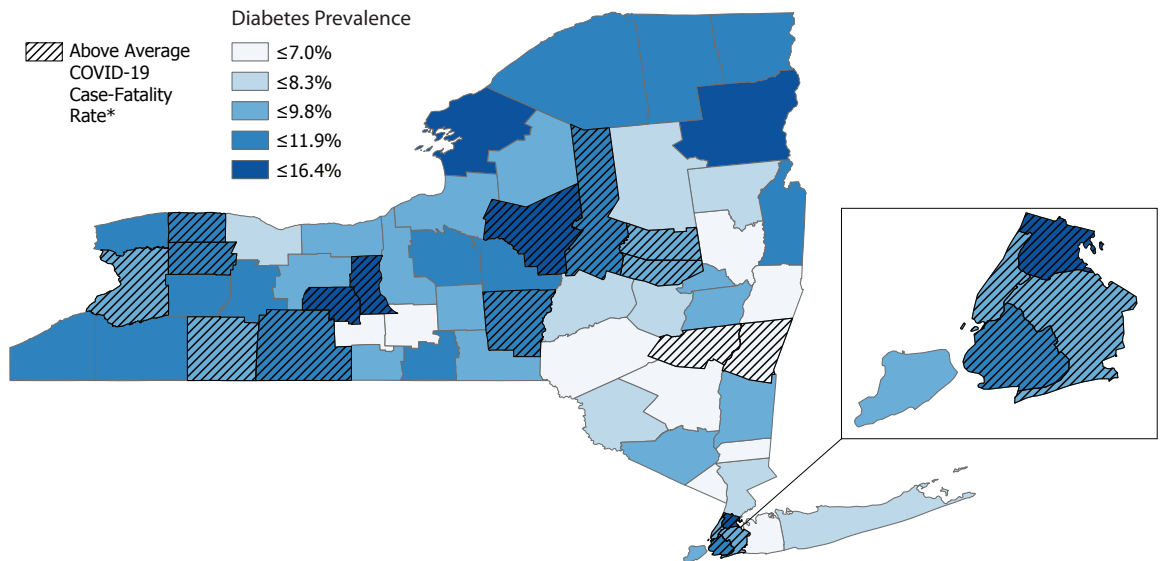 Diabetes Prevalence
Above Average
COVID-19
Case-Fatality
Rate*
≤7.0%
≤8.3%
≤9.8%
≤11.9%
≤16.4%